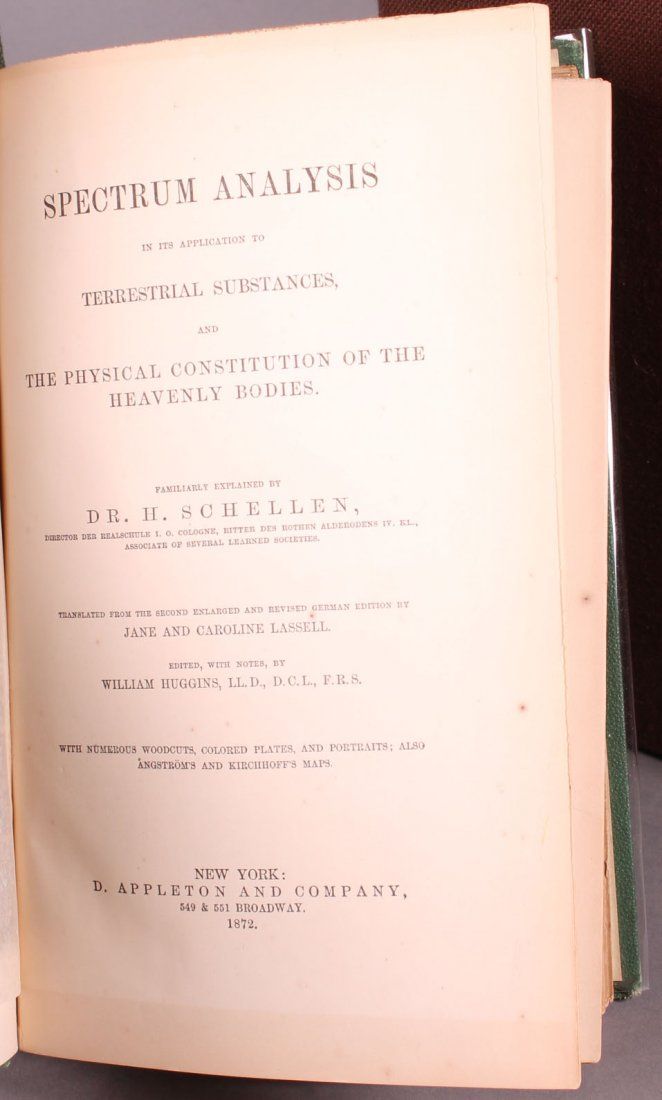 SPECTRUM ANALYSIS
IN ITS APPLICATION TO
TERRESTRIAL SUBSTANCES,
AND
THE PHYSICAL CONSTITUTION OF THE
HEAVENLY BODIES.
FAMILIARLY EXPLAINED BY
DR. H. SCHELLEN,
DIRECTOR DER REALSCHULE I. O. COLOGNE, RITTER DES ROTHEN ALDERODENS IV. KL.,
ASSOCIATE OF SEVERAL LEARNED SOCIETIES.
TRANSLATED FROM THE SECOND ENLARGED AND REVISED GERMAN EDITION BY
JANE AND CAROLINE LASSELL.
EDITED, WITH NOTES, BY
WILLIAM HUGGINS, LL.D., D.C.L., F.R.S.
WITH NUMEROUS WOODCUTS, COLORED PLATES, AND PORTRAITS; ALSO
ÅNGSTRÖM'S AND KIRCHHOFF'S MAPS.
NEW YORK:
D. APPLETON AND COMPANY,
549 & 551 BROADWAY.
1872.